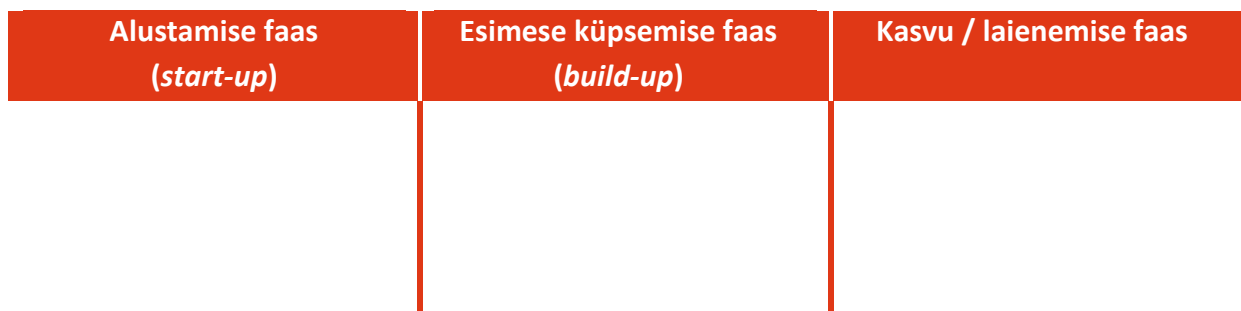 Alustamise faas
(start-up)
Esimese küpsemise faas
(build-up)
Kasvu / laienemise faas